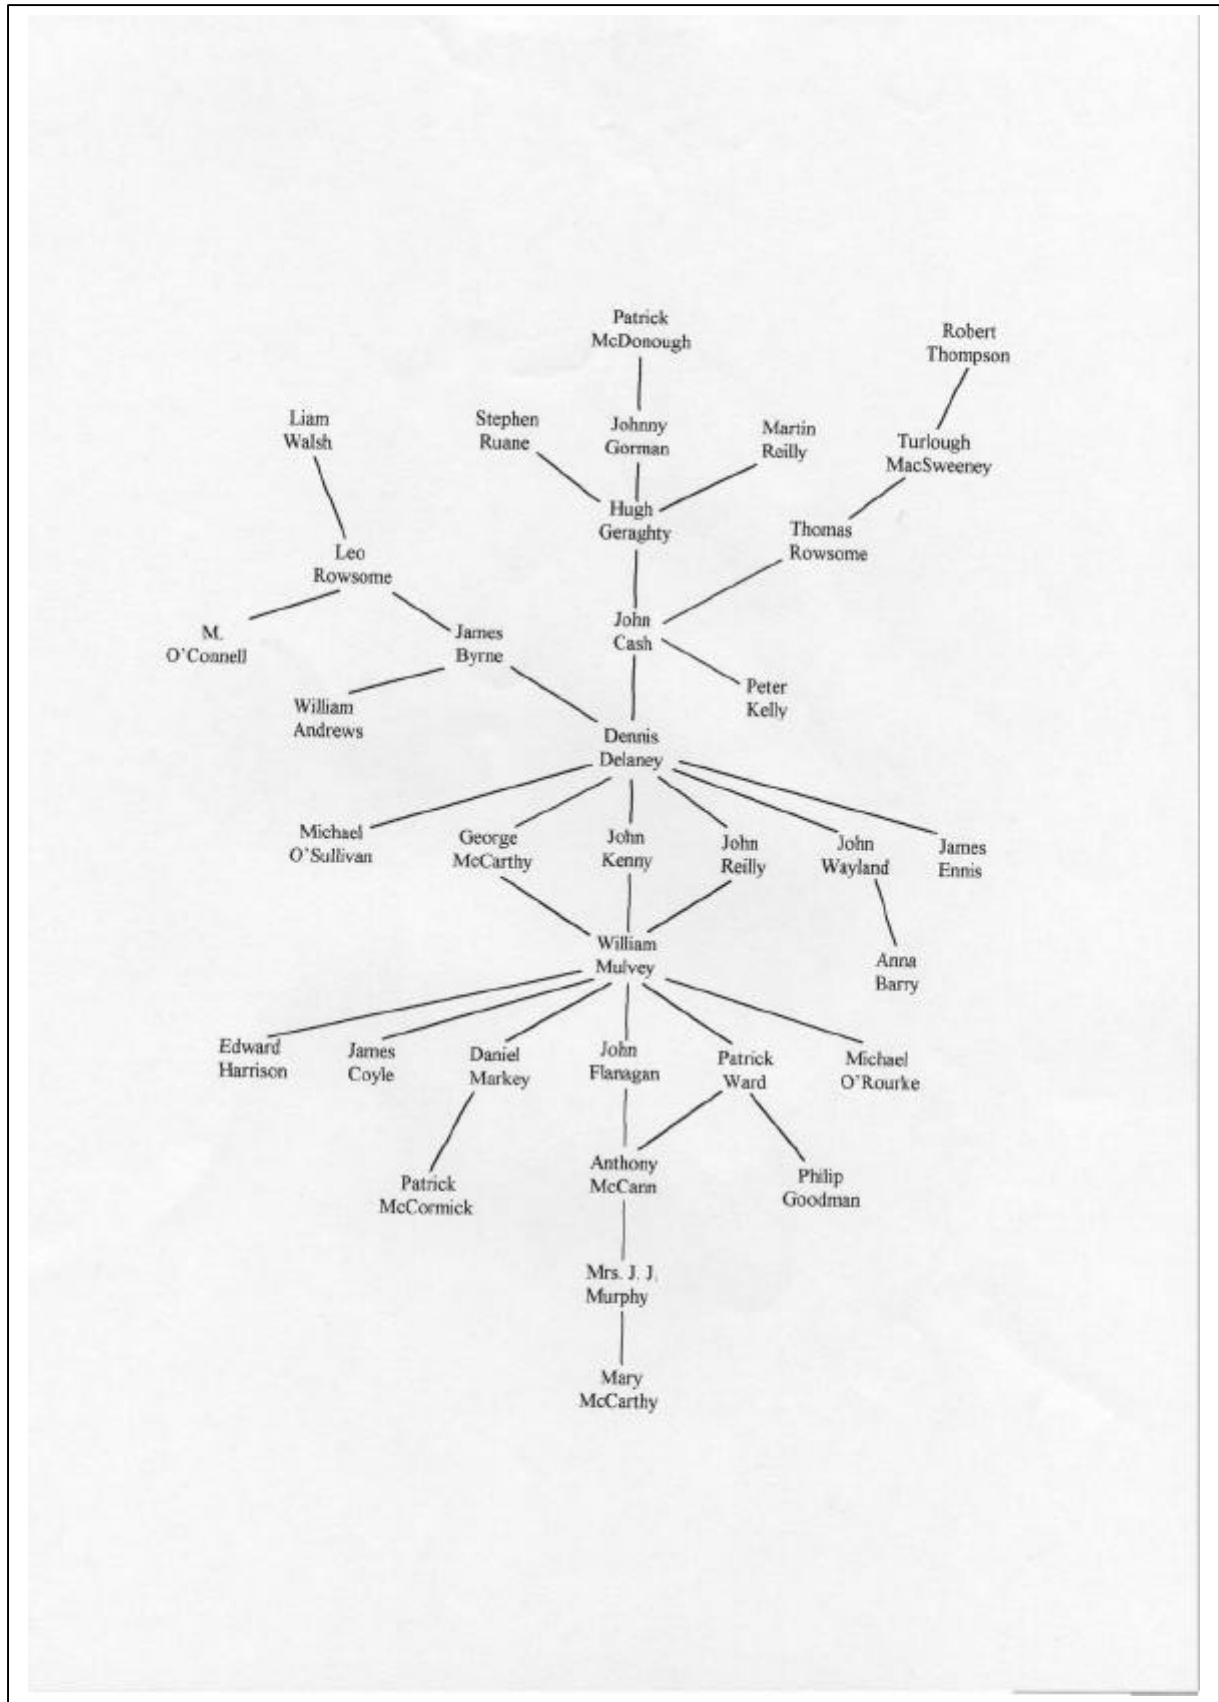 Patrick
McDonough
Robert
Thompson
Liam
Walsh
Stephen
Ruane
Johnny
Gorman
Martin
Reilly
Turlough
MacSweeney
Hugh
Geraghty
Thomas
Rowsome
Leo
Rowsome
M.
O'Connell
James
Byrne
John
Cash
William
Andrews
Peter
Kelly
Dennis
Delaney
Michael
O'Sullivan
George
McCarthy
John
Kenny
John
Reilly
John
Wayland
James
Ennis
William
Mulvey
Anna
Barry
Edward
Harrison
James
Coyle
Daniel
Markey
John
Flanagan
Patrick
Ward
Michael
O'Rourke
Patrick
McCormick
Anthony
McCann
Philip
Goodman
Mrs. J. J.
Murphy
Mary
McCarthy